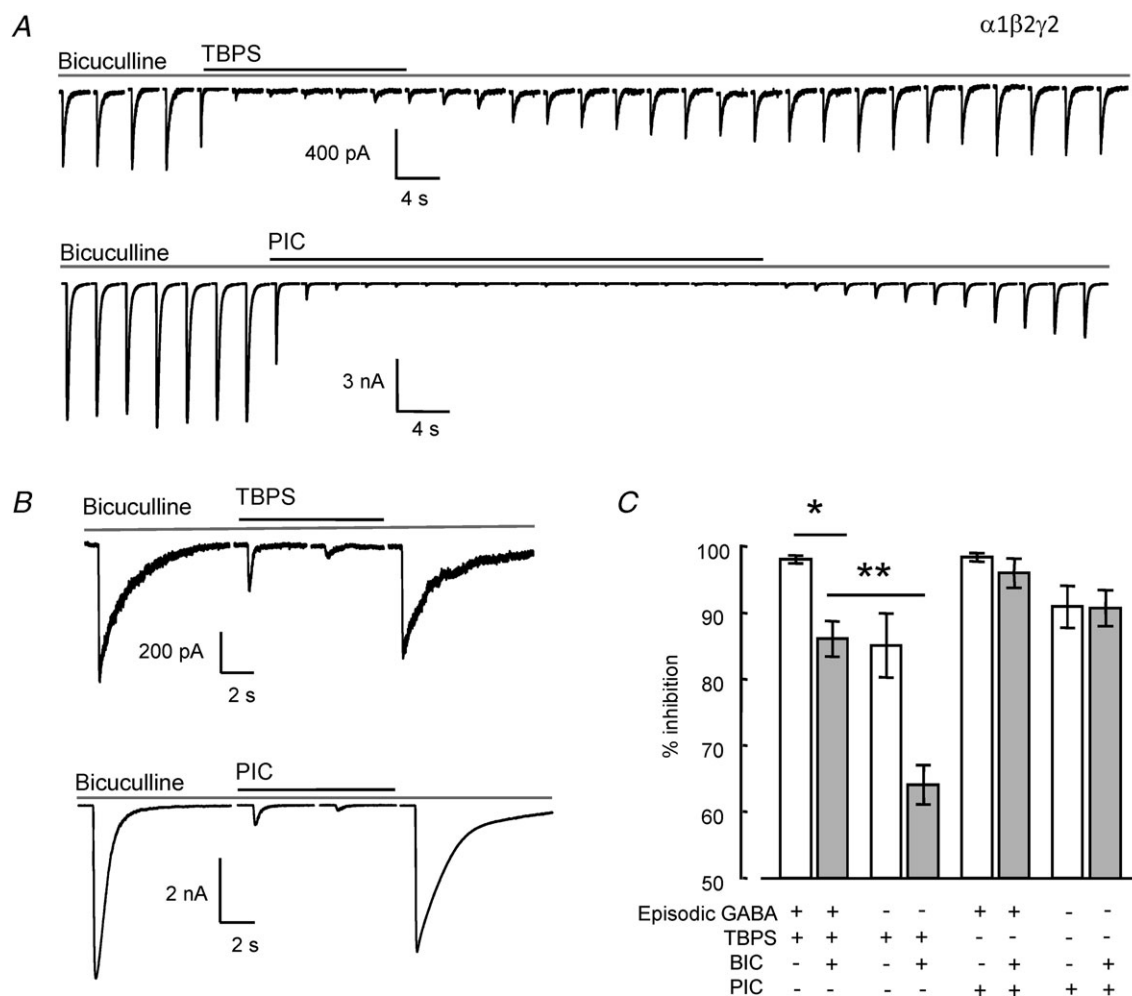 A
α1β2γ2
Bicuculline
TBPS
400 pA
4 s
Bicuculline
PIC
3 nA
4 s
B
Bicuculline
TBPS
200 pA
2 s
Bicuculline
PIC
2 nA
2 s
C
*
**
% inhibition
100
90
80
70
60
50
Episodic GABA + + - - + + - -
TBPS + + + + - - - -
BIC - + - + - + - +
PIC - - - - + + + +